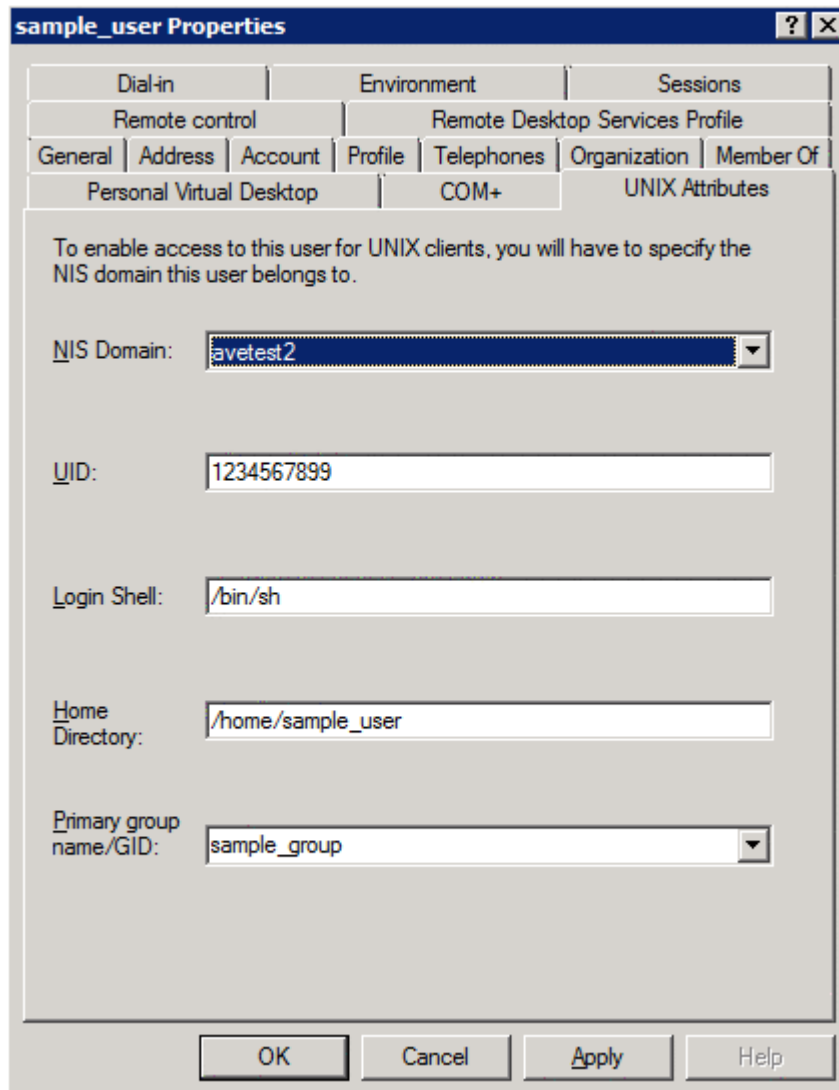 sample_user Properties
Dial-in Environment Sessions
Remote control Remote Desktop Services Profile
General Address Account Profile Telephones Organization Member Of
Personal Virtual Desktop COM+ UNIX Attributes
To enable access to this user for UNIX clients, you will have to specify the
NIS domain this user belongs to.
NIS Domain: avetest2
UID: 1234567899
Login Shell: /bin/sh
Home
Directory: /home/sample_user
Primary group
name/GID: sample_group
OK Cancel Apply Help